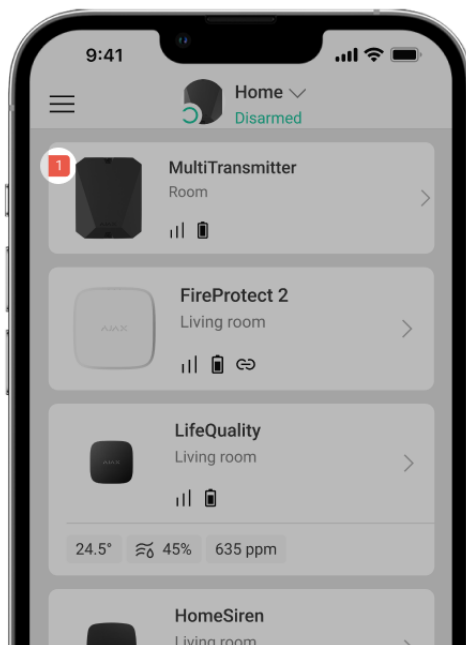 9:41
Home
Disarmed
1
MultiTransmitter
Room
AJAX
FireProtect 2
Living room
AJAX
LifeQuality
Living room
24.5° 45% 635 ppm
HomeSiren
Living room